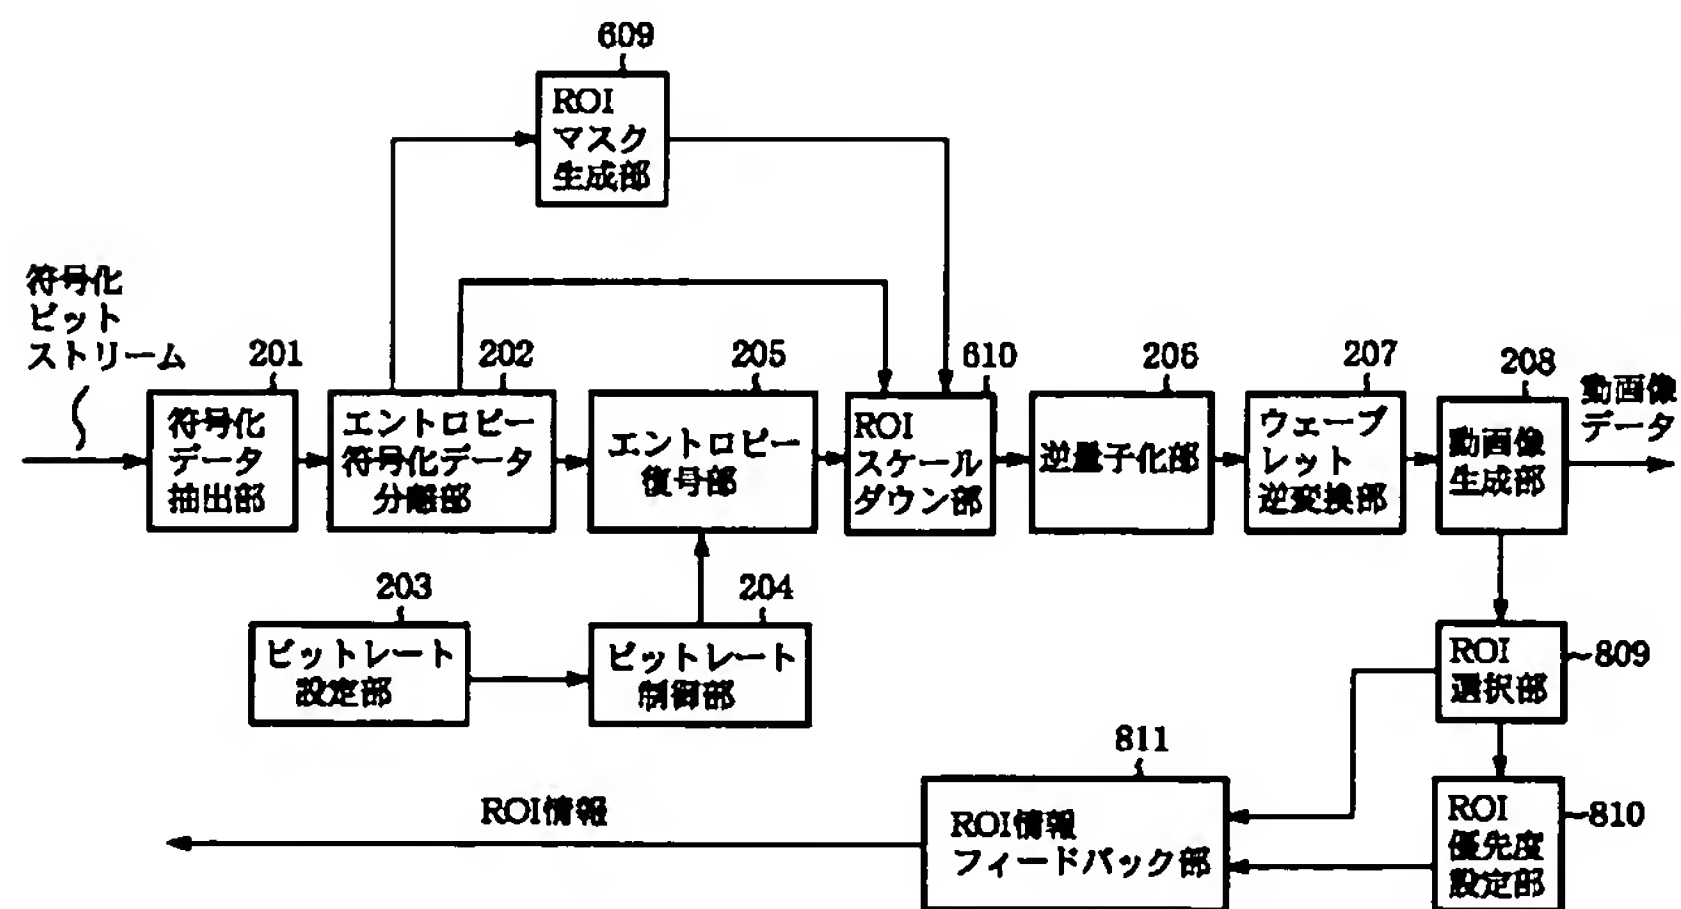 609
ROI
マスク
生成部
符号化
ビット
ストリーム
201
202
205
610
206
207
208
動画像
データ
符号化
データ
抽出部
エントロピー
符号化データ
分離部
エントロピー
復号部
ROI
スケール
ダウン部
逆量子化部
ウェーブ
レット
逆変換部
動画像
生成部
203
204
ビットレート
設定部
ビットレート
制御部
ROI
選択部
809
811
ROI情報
ROI情報
フィードバック部
ROI
優先度
設定部
810